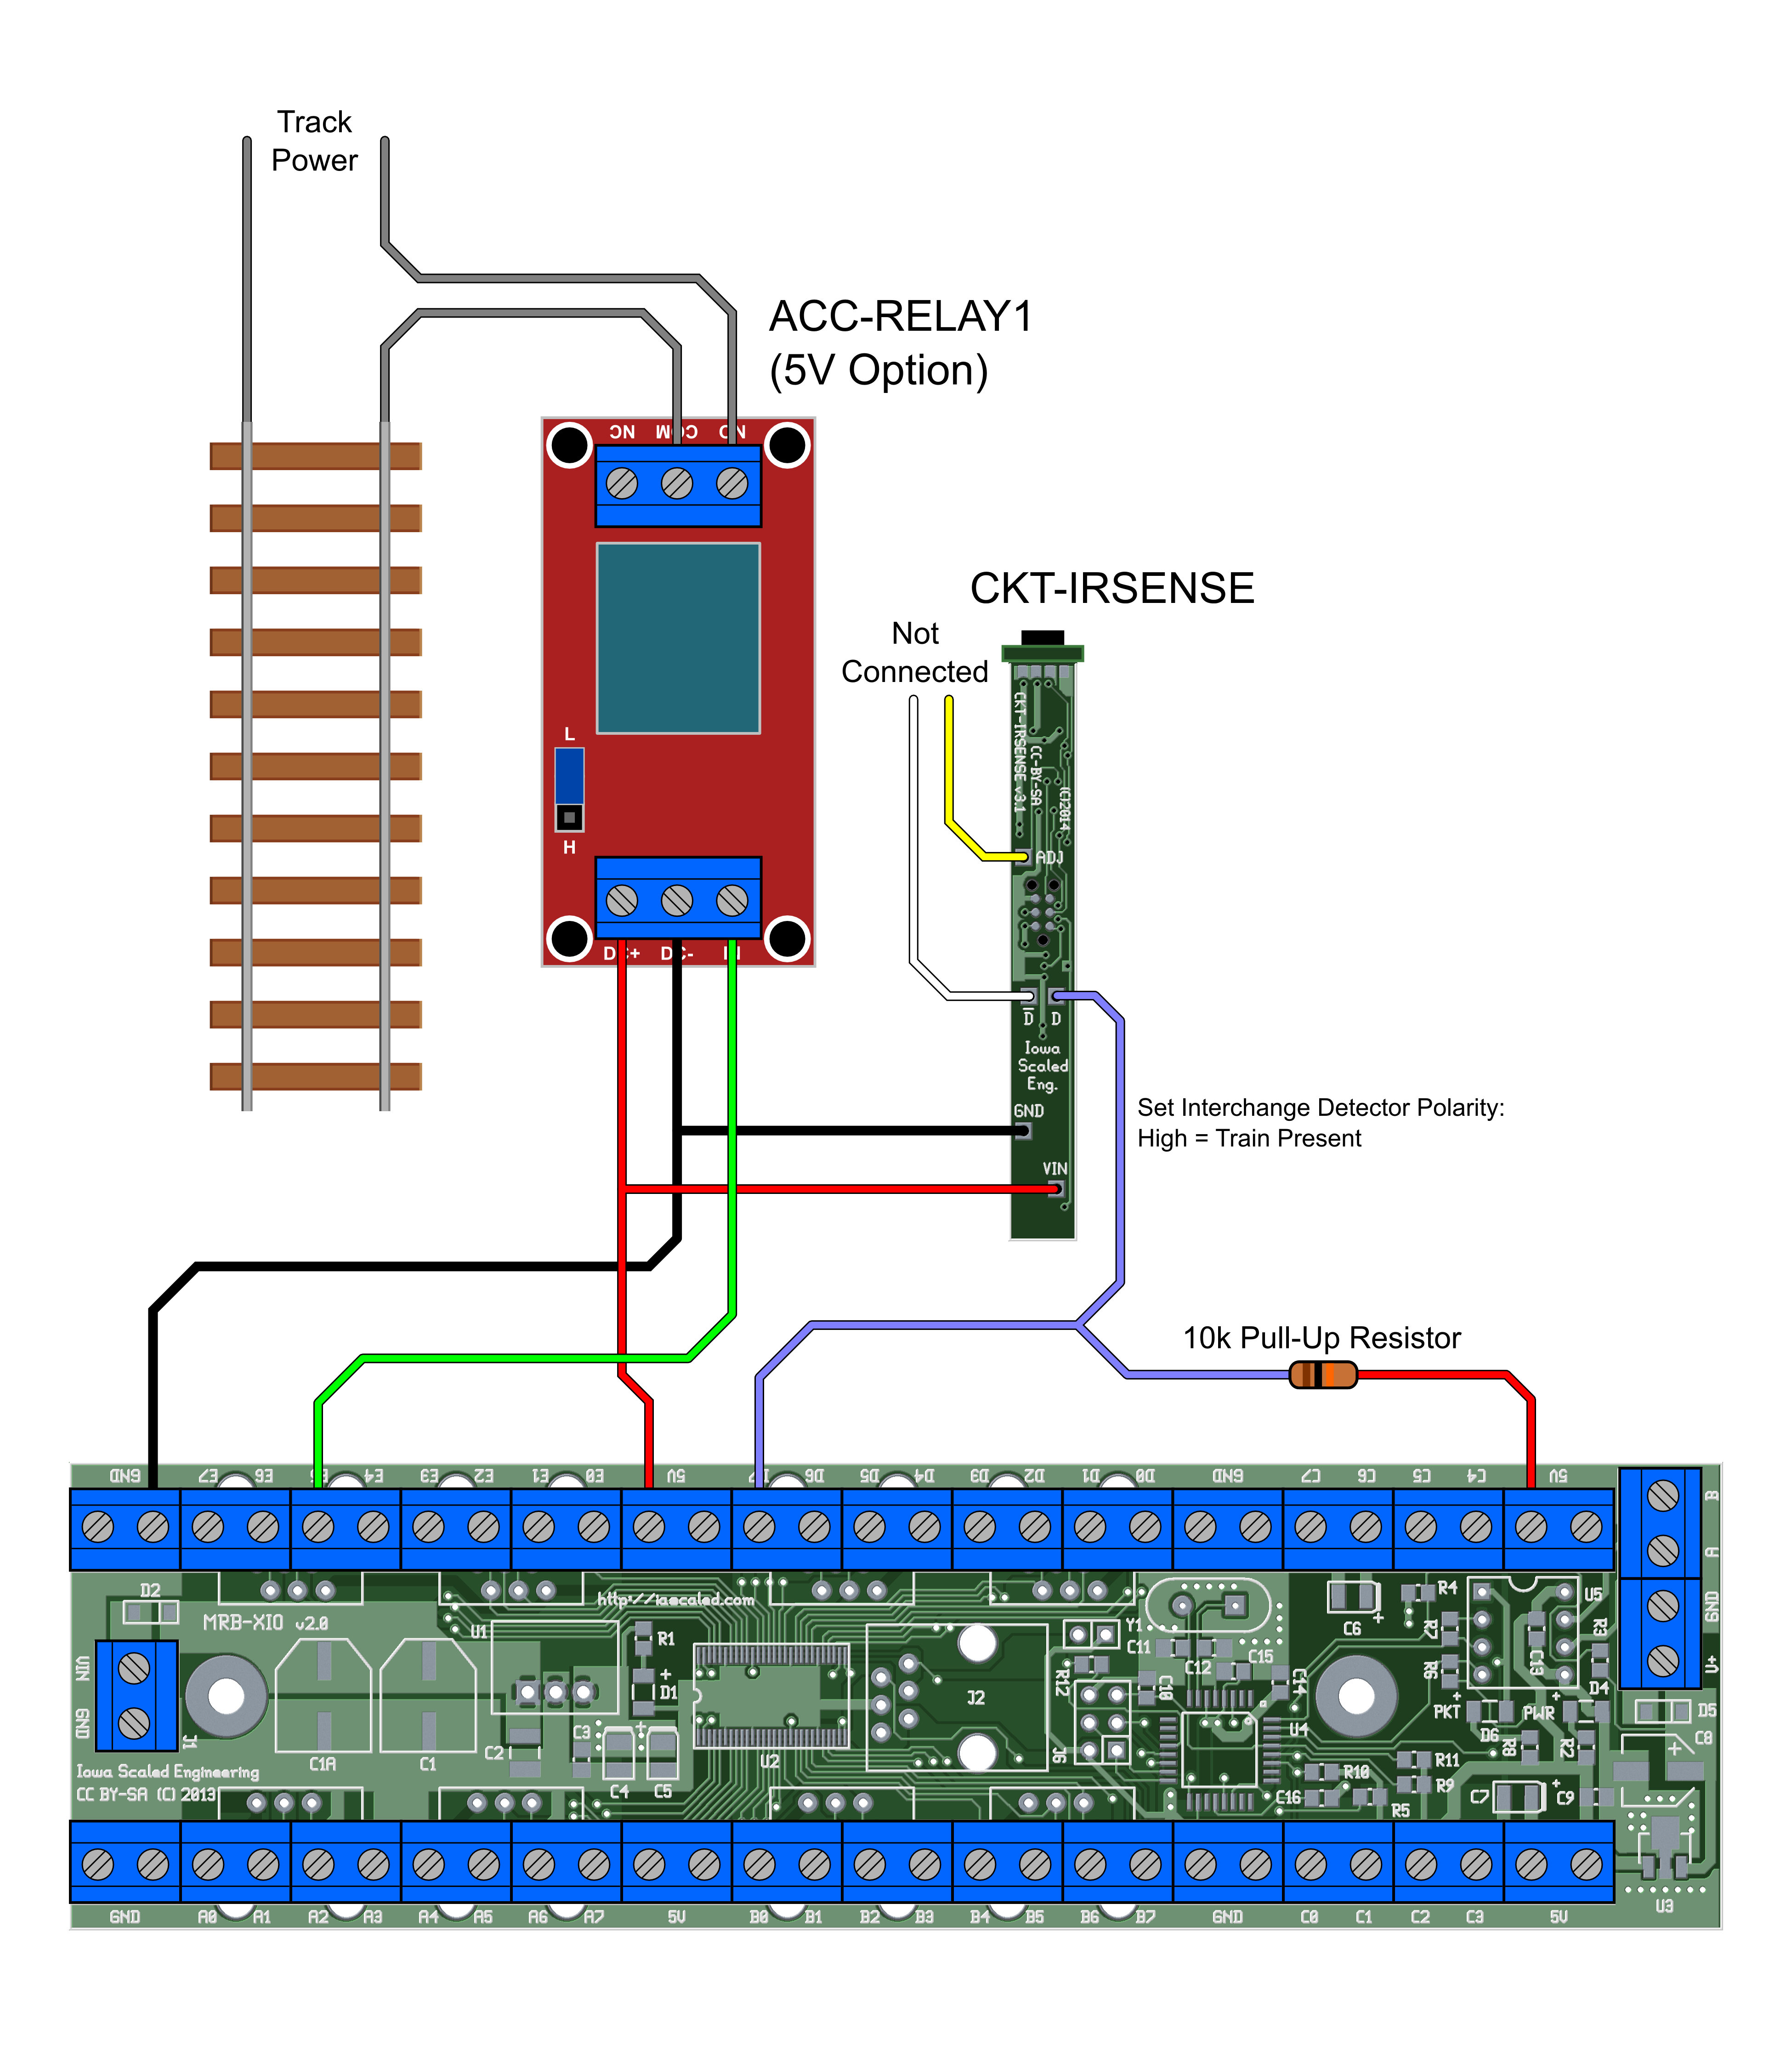 Track
Power
ACC-RELAY1
(5V Option)
NC COM NO
CKT-IRSENSE
Not
Connected
L
H
DC+ DC- IN
CKT-IRSENSE v3.1
CC-BY-SA
(C)2014
ADJ
D D
Iowa
Scaled
Eng.
GND
VIN
Set Interchange Detector Polarity:
High = Train Present
10k Pull-Up Resistor
GND E7 E6 E5 E4 E3 E2 E1 E0 5V D7 D6 D5 D4 D3 D2 D1 D0 GND C7 C6 C5 C4 5V
B
A
GND
V+
D2
MRB-XIO v2.0
http://iascaled.com
U1
R1
D1
+
VIN
GND
J1
C1A
C1
C2
C3
+
C4
C5
U2
J2
Y1
C11
C12
C15
R12
C10
C14
J6
U4
C6
+
R4
R7
R6
U5
C13
R3
D4
PKT
+
D6
PWR
+
D5
R8
R2
C8
+
R11
R10
R9
C16
R5
C7
+
C9
U3
Iowa Scaled Engineering
CC BY-SA (C) 2013
GND A0 A1 A2 A3 A4 A5 A6 A7 5V B0 B1 B2 B3 B4 B5 B6 B7 GND C0 C1 C2 C3 5V